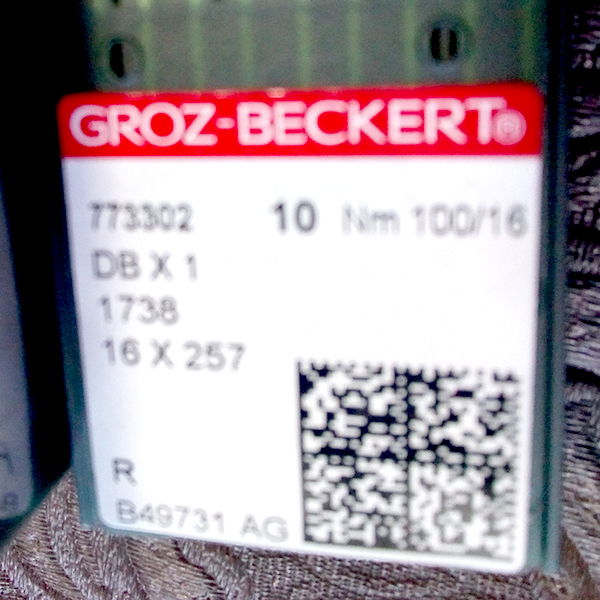 GROZ-BECKERT®
773302 10 Nm 100/16
DB X 1
1738
16 X 257
R
B49731 AG